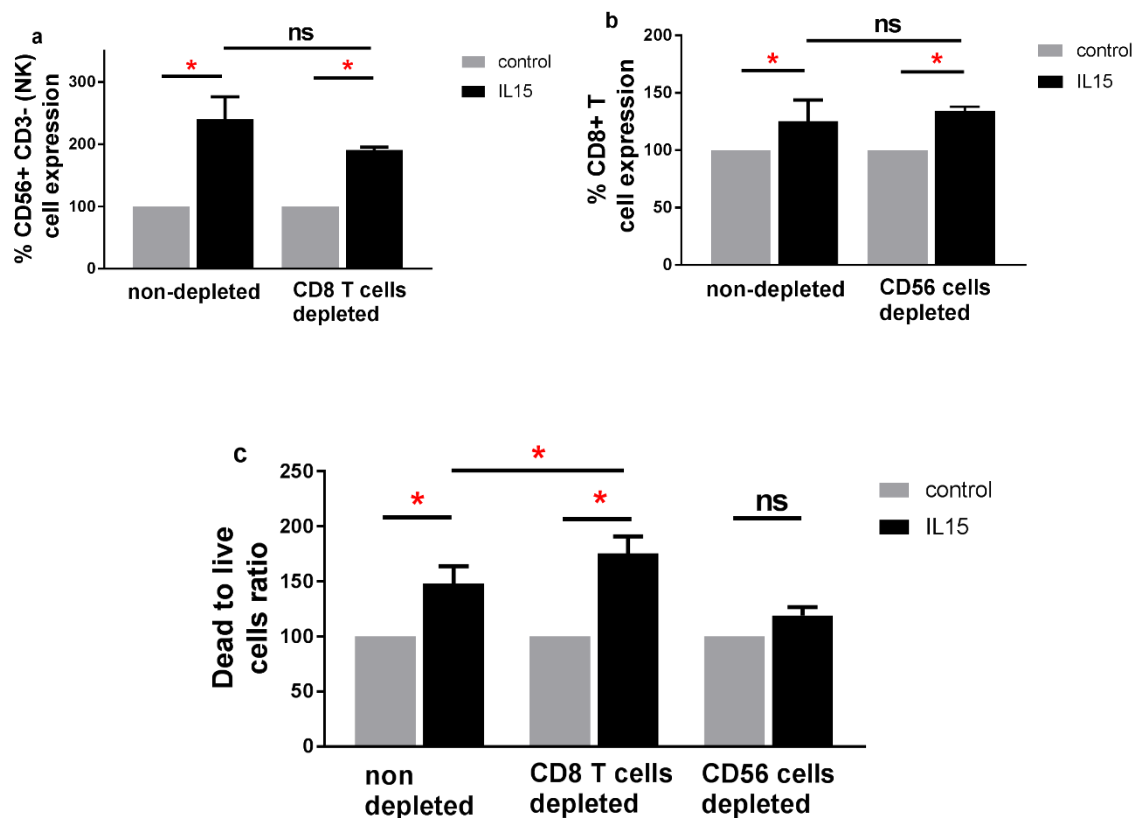 a
ns
* *
% CD56+ CD3- (NK)
cell expression
300
200
100
0
non-depleted
CD8 T cells
depleted
control
IL15
b
ns
* *
% CD8+ T
cell expression
200
150
100
50
0
non-depleted
CD56 cells
depleted
control
IL15
c
*
* * ns
Dead to live
cells ratio
250
200
150
100
50
0
non
depleted
CD8 T cells
depleted
CD56 cells
depleted
control
IL15